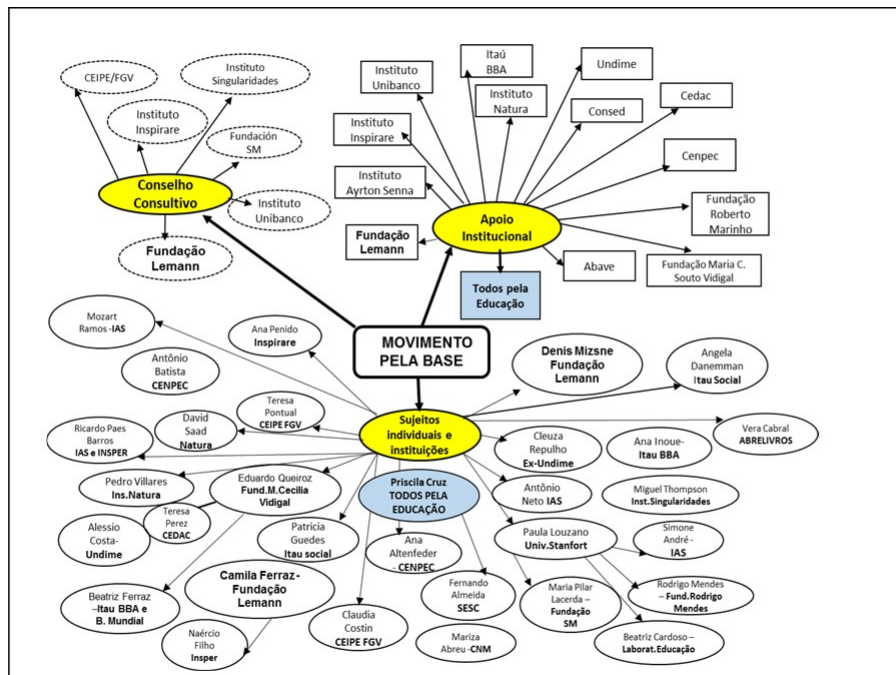 CEIPE/FGV
Instituto
Singularidades
Instituto
Inspirare
Fundación
SM
Conselho
Consultivo
Instituto
Unibanco
Fundação
Lemann
Itaú
BBA
Undime
Instituto
Unibanco
Instituto
Natura
Cedac
Consed
Instituto
Inspirare
Cenpec
Instituto
Ayrton Senna
Fundação
Roberto
Marinho
Apoio
Institucional
Fundação
Lemann
Abave
Fundação Maria C.
Souto Vidigal
Todos pela
Educação
MOVIMENTO
PELA BASE
Mozart
Ramos -IAS
Ana Penido
Inspirare
Antônio
Batista
CENPEC
Denis Mizsne
Fundação
Lemann
Angela
Danemman
Itau Social
Teresa
Pontual
CEIPE FGV
David
Saad
Natura
Ricardo Paes
Barros
IAS e INSPER
Sujeitos
individuais e
instituições
Cleuza
Repulho
Ex-Undime
Ana Inoue-
Itau BBA
Vera Cabral
ABRELIVROS
Pedro Villares
Ins.Natura
Eduardo Queiroz
Fund.M.Cecilia
Vidigal
Priscila Cruz
TODOS PELA
EDUCAÇÃO
Antônio
Neto IAS
Miguel Thompson
Inst.Singularidades
Teresa
Perez
CEDAC
Alessio
Costa-
Undime
Patricia
Guedes
Itau social
Ana
Altenfeder
- CENPEC
Paula Louzano
Univ.Stanfort
Simone
André -
IAS
Camila Ferraz-
Fundação
Lemann
Beatriz Ferraz
–Itau BBA e
B. Mundial
Fernando
Almeida
SESC
Maria Pilar
Lacerda –
Fundação
SM
Rodrigo Mendes
– Fund.Rodrigo
Mendes
Claudia
Costin
CEIPE FGV
Naércio
Filho
Insper
Mariza
Abreu -CNM
Beatriz Cardoso –
Laborat.Educação